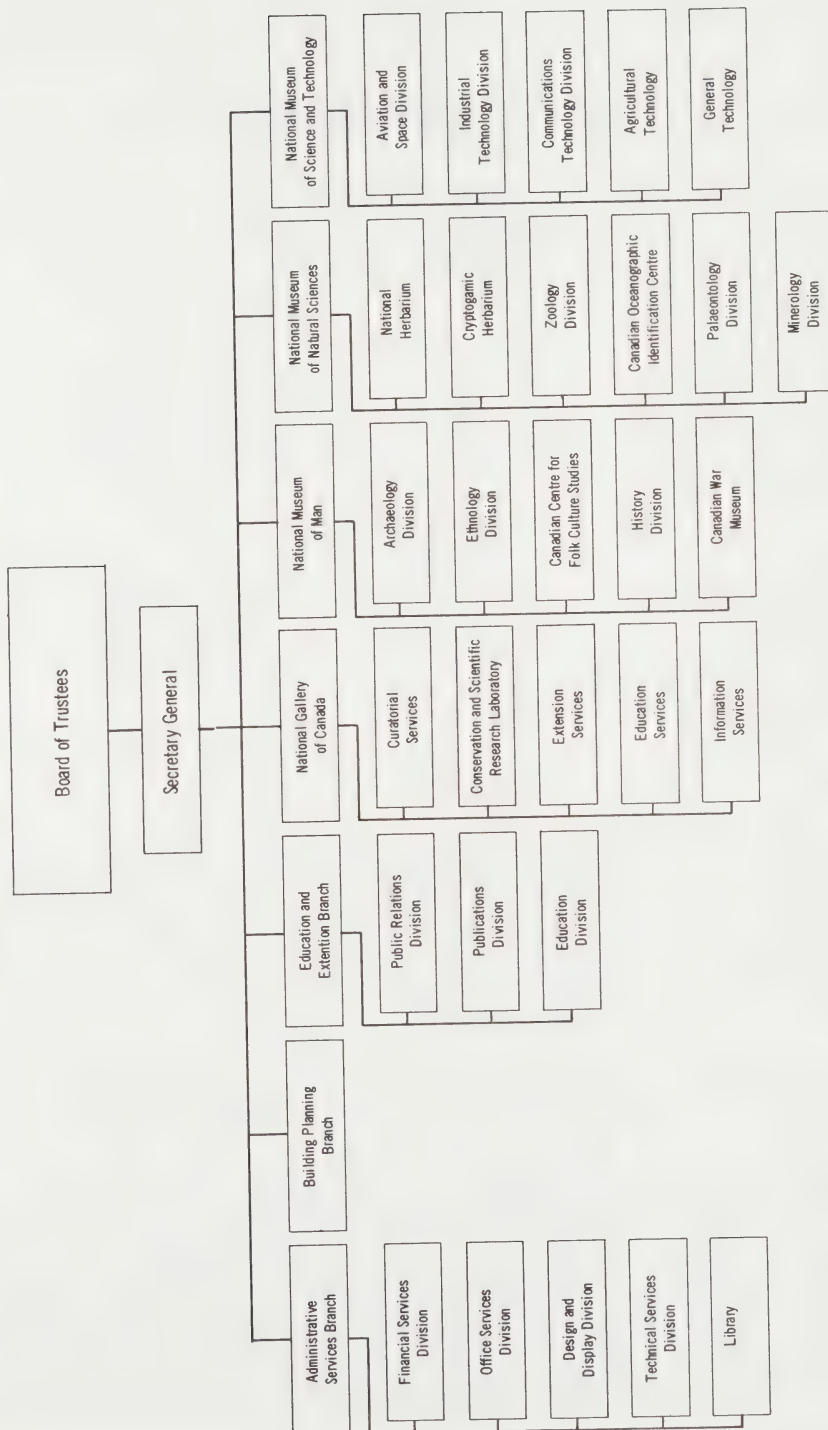 Board of Trustees
Secretary General
Administrative
Services Branch
Financial Services
Division
Office Services
Division
Design and
Display Division
Technical Services
Division
Library
Building Planning
Branch
Education and
Extention Branch
Public Relations
Division
Publications
Division
Education
Division
National Gallery
of Canada
Curatorial
Services
Conservation and Scientific
Research Laboratory
Extension
Services
Education
Services
Information
Services
National Museum
of Man
Archaeology
Division
Ethnology
Division
Canadian Centre for
Folk Culture Studies
History
Division
Canadian War
Museum
National Museum
of Natural Sciences
National
Herbarium
Cryptogamic
Herbarium
Zoology
Division
Canadian Oceanographic
Identification Centre
Palaeontology
Division
Minerology
Division
National Museum
of Science and Technology
Aviation and
Space Division
Industrial
Technology Division
Communications
Technology Division
Agricultural
Technology
General
Technology